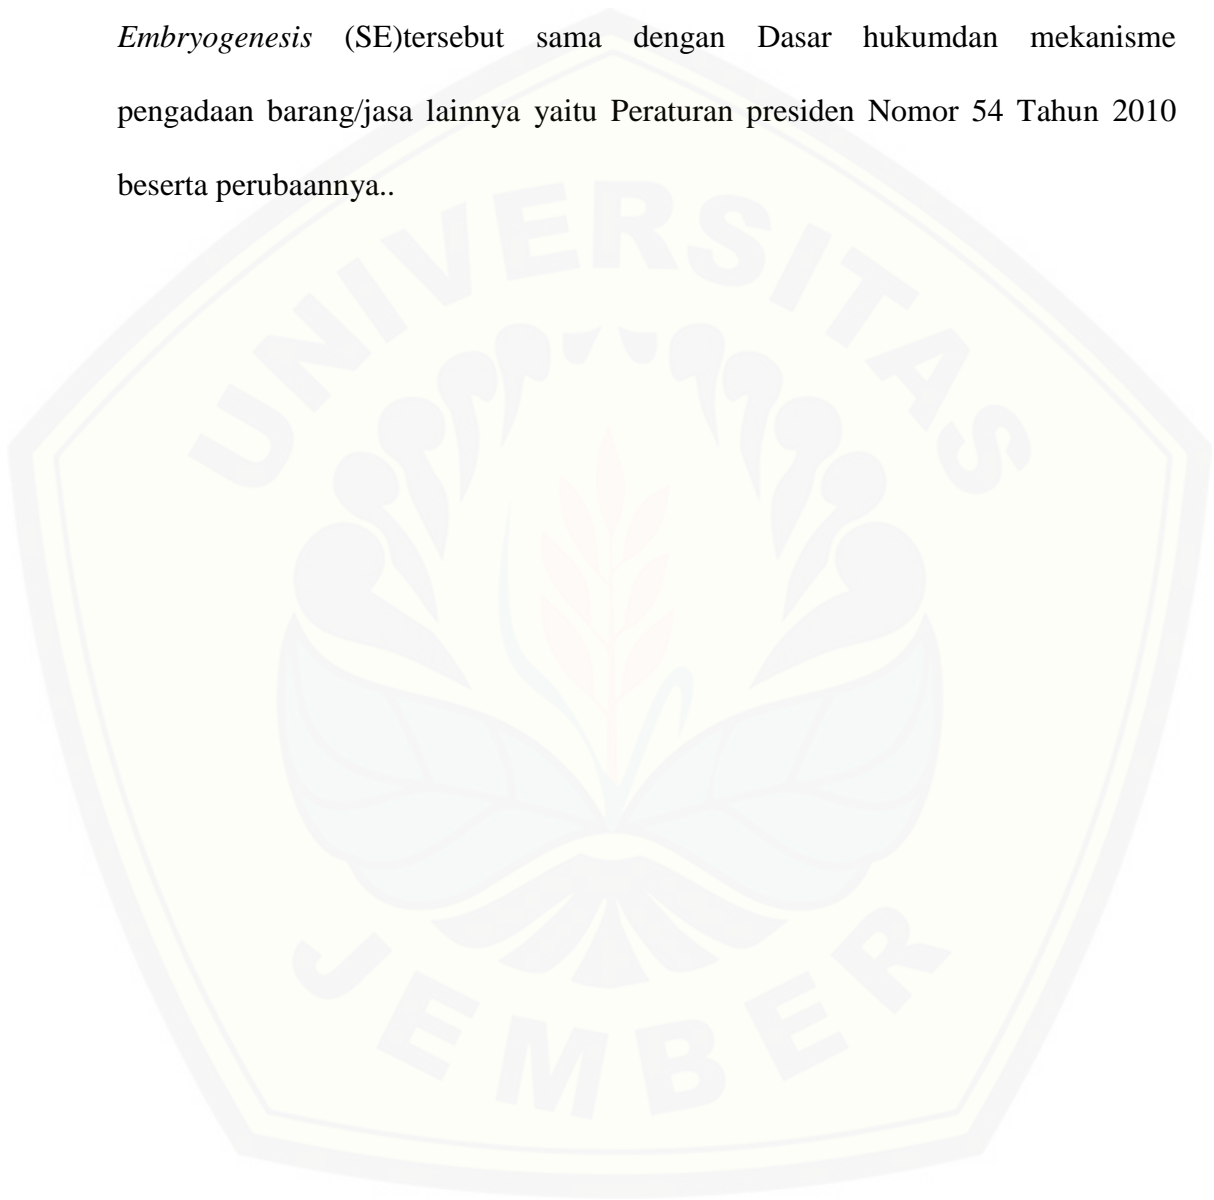 Embryogenesis (SE)tersebut sama dengan Dasar hukumdan mekanisme
pengadaan barang/jasa lainnya yaitu Peraturan presiden Nomor 54 Tahun 2010
beserta perubaannya..
UNIVERSITAS
JEMBER